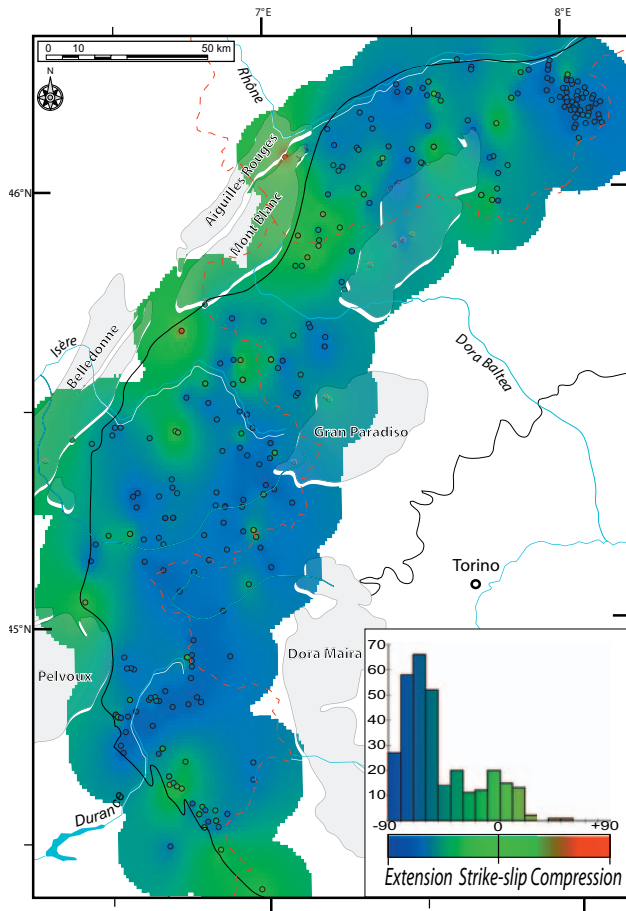 7°E
8°E
0 10 50 km
N
Rhône
46°N
Aiguilles Rouges
Mont Blanc
Isère
Belledonne
Dora Baltea
Gran Paradiso
Torino
45°N
Pelvoux
Dora Maira
Durance
70
60
50
40
30
20
10
-90 0 +90
Extension Strike-slip Compression